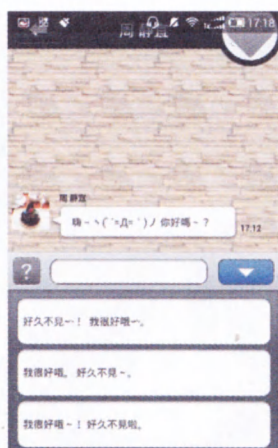 17:18
周靜宜
周靜宜
嗨~ヽ(´°=Д=`)ﾉ 你好嗎~?
17:12
?
好久不見~! 我很好喔~。
我很好喔。 好久不見~。
我很好喔~! 好久不見啦。